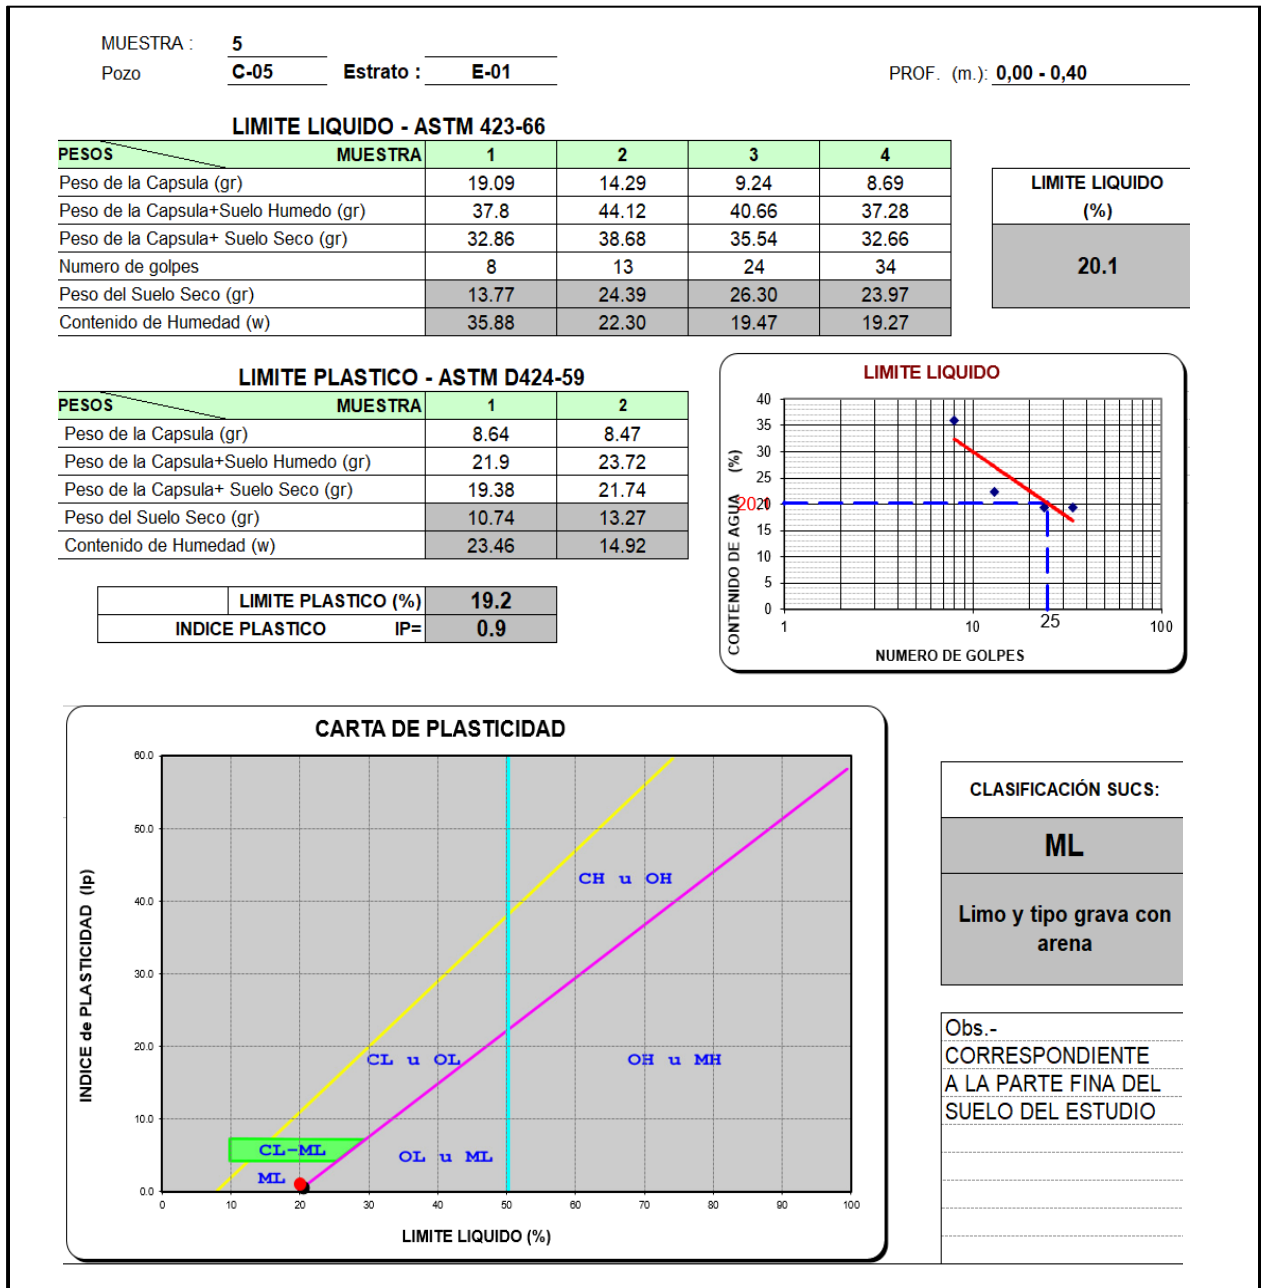 MUESTRA : 5
Pozo C-05 Estrato : E-01 PROF. (m.): 0,00 - 0,40
LIMITE LIQUIDO - ASTM 423-66
PESOS MUESTRA 1 2 3 4
Peso de la Capsula (gr) 19.09 14.29 9.24 8.69
Peso de la Capsula+Suelo Humedo (gr) 37.8 44.12 40.66 37.28
Peso de la Capsula+ Suelo Seco (gr) 32.86 38.68 35.54 32.66
Numero de golpes 8 13 24 34
Peso del Suelo Seco (gr) 13.77 24.39 26.30 23.97
Contenido de Humedad (w) 35.88 22.30 19.47 19.27
LIMITE LIQUIDO
(%)
20.1
LIMITE PLASTICO - ASTM D424-59
PESOS MUESTRA 1 2
Peso de la Capsula (gr) 8.64 8.47
Peso de la Capsula+Suelo Humedo (gr) 21.9 23.72
Peso de la Capsula+ Suelo Seco (gr) 19.38 21.74
Peso del Suelo Seco (gr) 10.74 13.27
Contenido de Humedad (w) 23.46 14.92
LIMITE PLASTICO (%) 19.2
INDICE PLASTICO IP= 0.9
LIMITE LIQUIDO
CONTENIDO DE AGUA (%)
40
35
30
25
20
20.1
15
10
5
0
1 10 25 100
NUMERO DE GOLPES
CARTA DE PLASTICIDAD
INDICE de PLASTICIDAD (Ip)
60.0
50.0
40.0
30.0
20.0
10.0
0.0
CH u OH
CL u OL
OH u MH
CL-ML
OL u ML
ML
0 10 20 30 40 50 60 70 80 90 100
LIMITE LIQUIDO (%)
CLASIFICACIÓN SUCS:
ML
Limo y tipo grava con
arena
Obs.-
CORRESPONDIENTE
A LA PARTE FINA DEL
SUELO DEL ESTUDIO